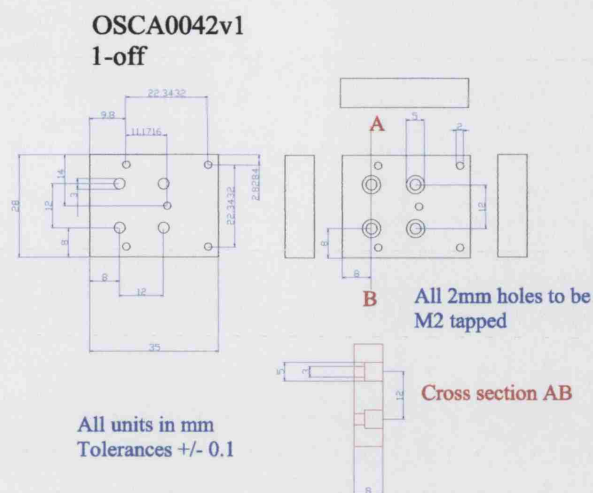 OSCA0042v1
1-off
22.3432
9.8
11.1716
A
5
2
14
3
28
12
8
2.8284
22.3432
12
8
8
12
8
B
All 2mm holes to be
M2 tapped
35
5
3
12
Cross section AB
All units in mm
Tolerances +/- 0.1
8